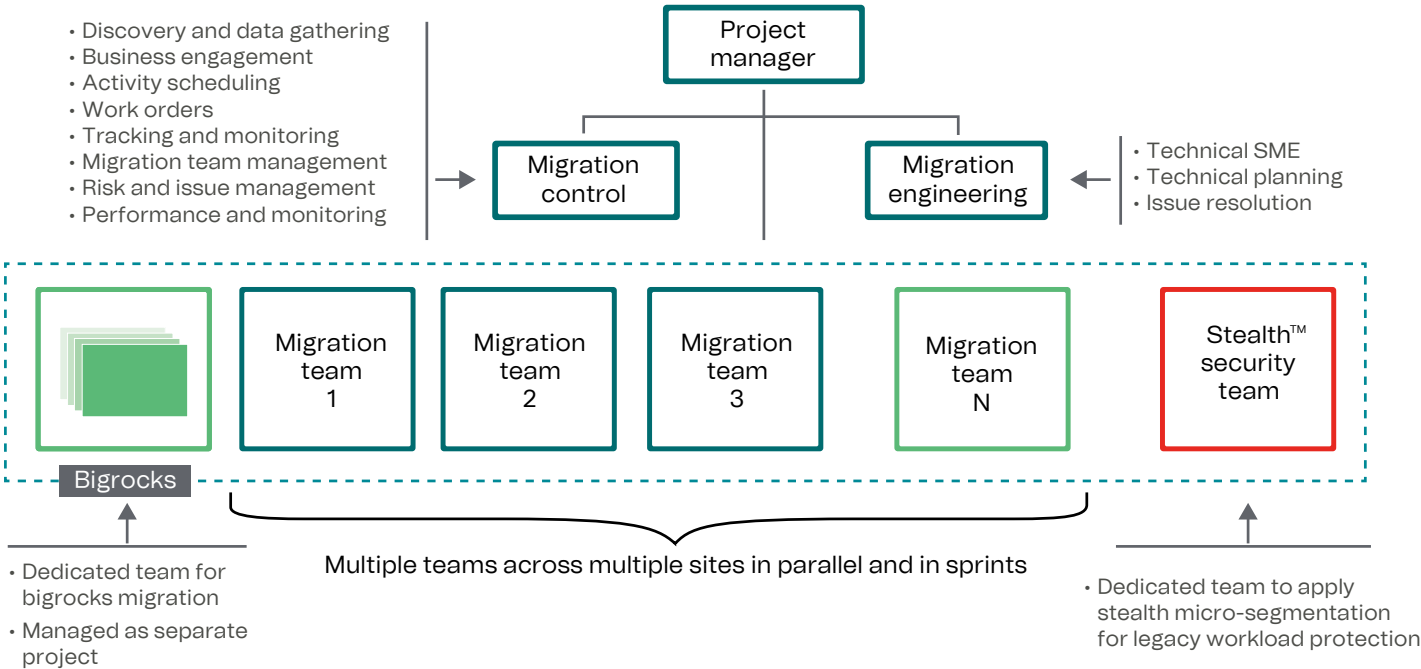 • Discovery and data gathering
• Business engagement
• Activity scheduling
• Work orders
• Tracking and monitoring
• Migration team management
• Risk and issue management
• Performance and monitoring
Project
manager
Migration
control
Migration
engineering
• Technical SME
• Technical planning
• Issue resolution
Bigrocks
Migration
team
1
Migration
team
2
Migration
team
3
Migration
team
N
Stealth™
security
team
• Dedicated team for
bigrocks migration
• Managed as separate
project
Multiple teams across multiple sites in parallel and in sprints
• Dedicated team to apply
stealth micro-segmentation
for legacy workload protection